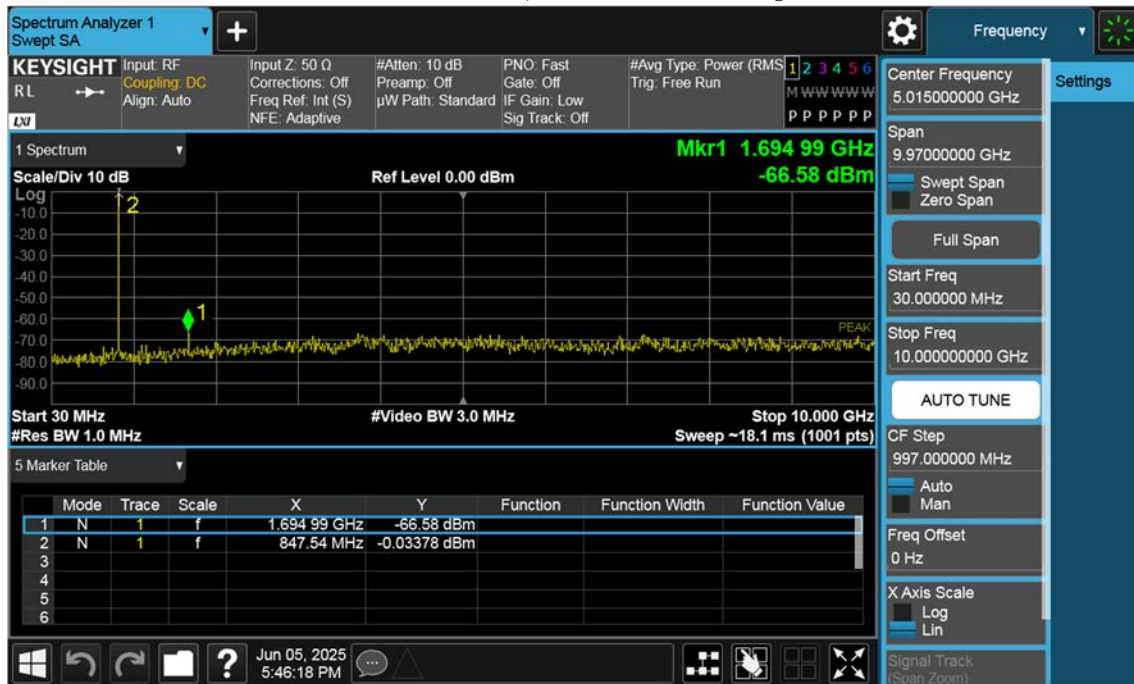 Spectrum Analyzer 1
Swept SA
Frequency
KEYSIGHT
RL
LXI
Input: RF
Coupling: DC
Align: Auto
Input Z: 50 Ω
Corrections: Off
Freq Ref: Int (S)
NFE: Adaptive
#Atten: 10 dB
Preamp: Off
µW Path: Standard
PNO: Fast
Gate: Off
IF Gain: Low
Sig Track: Off
#Avg Type: Power (RMS
Trig: Free Run
1 2 3 4 5 6
M W W W W W
P P P P P P
1 Spectrum
Scale/Div 10 dB
Ref Level 0.00 dBm
Mkr1 1.694 99 GHz
-66.58 dBm
Log
-10.0
-20.0
-30.0
-40.0
-50.0
-60.0
-70.0
-80.0
-90.0
2
1
PEAK
Start 30 MHz
#Video BW 3.0 MHz
Stop 10.000 GHz
#Res BW 1.0 MHz
Sweep ~18.1 ms (1001 pts)
5 Marker Table
Mode Trace Scale X Y Function Function Width Function Value
1 N 1 f 1.694 99 GHz -66.58 dBm
2 N 1 f 847.54 MHz -0.03378 dBm
3
4
5
6
Center Frequency
5.015000000 GHz
Settings
Span
9.97000000 GHz
Swept Span
Zero Span
Full Span
Start Freq
30.000000 MHz
Stop Freq
10.000000000 GHz
AUTO TUNE
CF Step
997.000000 MHz
Auto
Man
Freq Offset
0 Hz
X Axis Scale
Log
Lin
Signal Track
(Span Zoom)
?
Jun 05, 2025
5:46:18 PM